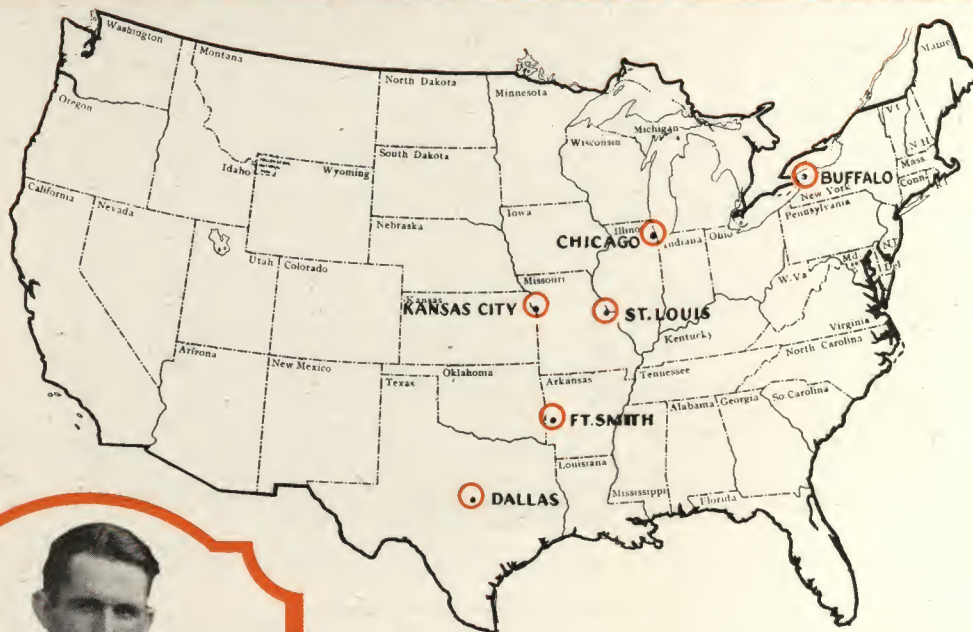 Washington
Montana
North Dakota
Minnesota
Maine
Oregon
South Dakota
Wisconsin
Michigan
Vt
N H
Idaho
Wyoming
Mass
Conn
R I
BUFFALO
New York
California
Nevada
Nebraska
Iowa
Pennsylvania
CHICAGO
Illinois
Indiana
Ohio
N J
Utah
Colorado
Md
Del
W. Va
Missouri
KANSAS CITY
Kansas
ST. LOUIS
Kentucky
Virginia
Arizona
New Mexico
Texas
Oklahoma
Arkansas
Tennessee
North Carolina
Alabama
Georgia
So Carolina
FT. SMITH
Louisiana
Mississippi
Florida
DALLAS